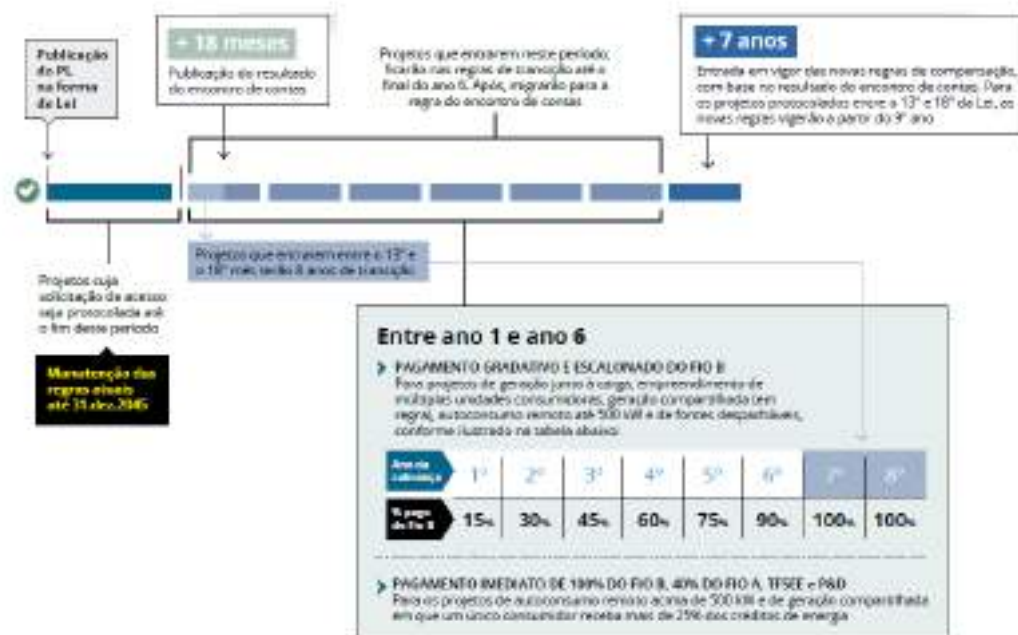 Publicação
do PL
na forma
de Lei
+ 18 meses
Publicação do resultado
do encontro de contas
Projetos que entrarem neste período,
ficarão nas regras de transição até o
final do ano 6. Após, migrarão para a
regra do encontro de contas
+ 7 anos
Entrada em vigor das novas regras de compensação,
com base no resultado do encontro de contas. Para
os projetos protocolados entre o 13º e 18º da Lei, as
novas regras vigerão a partir do 9º ano
Projetos que entrarem entre o 13º e
o 18º mês terão 8 anos de transição
Projetos cuja
solicitação de acesso
seja protocolada até
o fim desse período
Manutenção das
regras atuais
até 31.dez.2045
Entre ano 1 e ano 6
PAGAMENTO GRADATIVO E ESCALONADO DO FIO B
Para projetos de geração junto à carga, empreendimento de
múltiplas unidades consumidoras, geração compartilhada (em
regra), autoconsumo remoto até 500 kW e de fontes despacháveis,
conforme ilustrado na tabela abaixo:
Ano da
cobrança
1º 2º 3º 4º 5º 6º 7º 8º
% pago
do Fio B
15% 30% 45% 60% 75% 90% 100% 100%
PAGAMENTO IMEDIATO DE 100% DO FIO B, 40% DO FIO A, TFSEE e P&D
Para os projetos de autoconsumo remoto acima de 500 kW e de geração compartilhada
em que um único consumidor receba mais de 25% dos créditos de energia